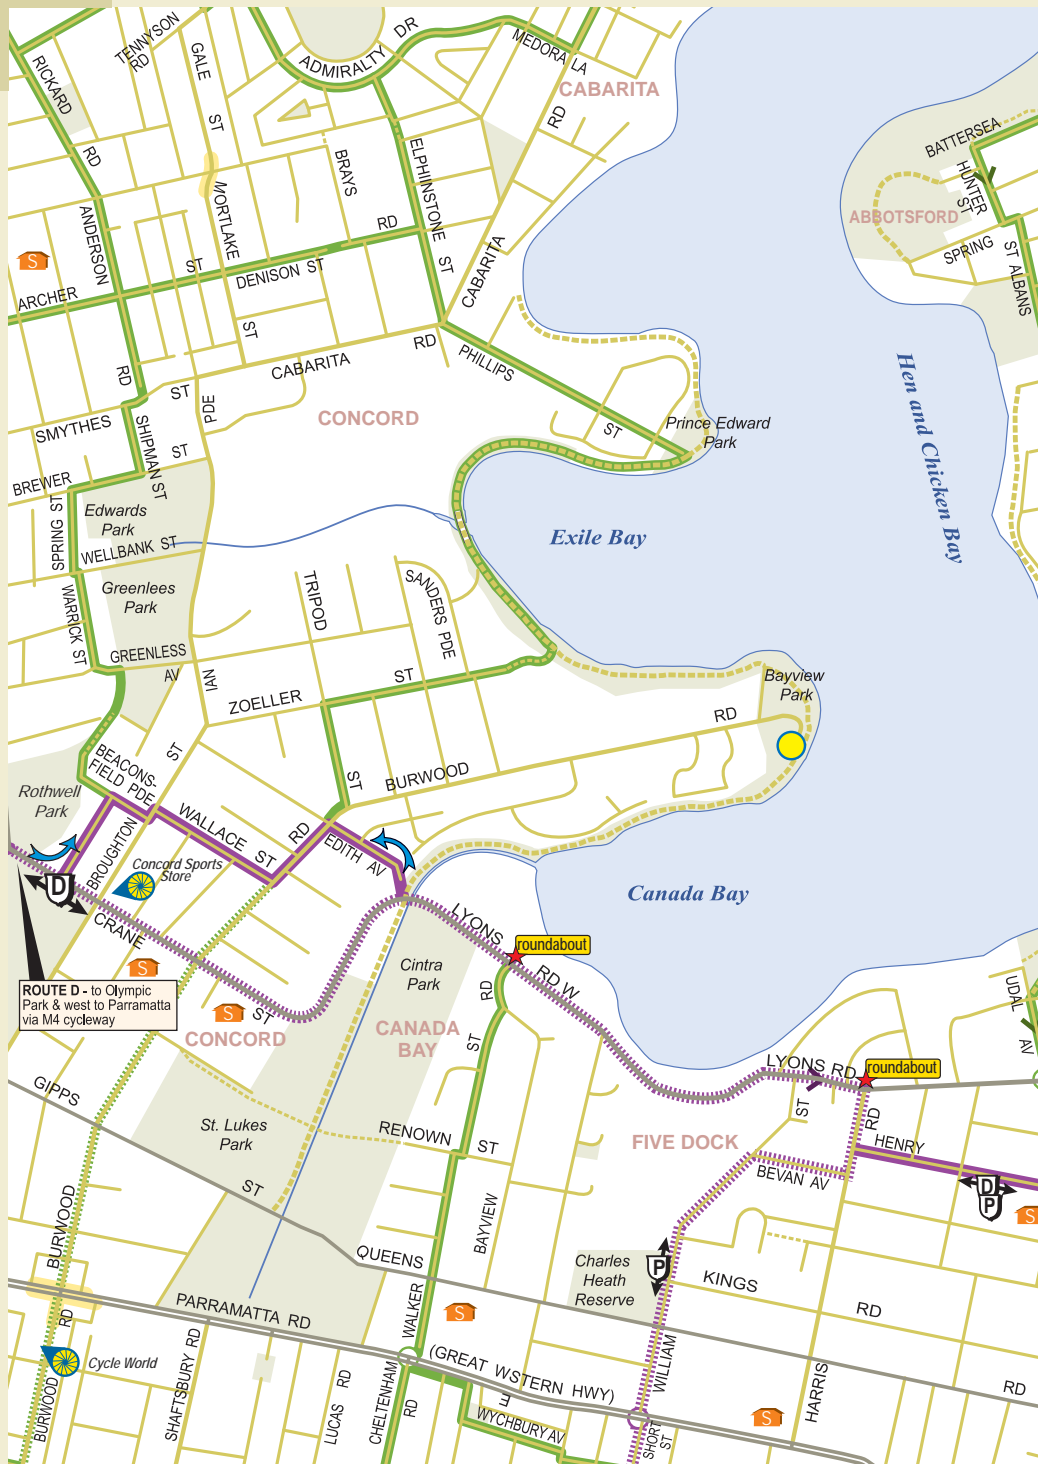 TENNYSON
RD
GALE
ST
ADMIRALTY
DR
MEDORA LA
CABARITA
RD
RICKARD
RD
BATTERSEA
HUNTER
ST
ABBOTSFORD
SPRING
ST ALBANS
ELPHINSTONE
ST
BRAYS
RD
MORTLAKE
ST
ANDERSON
RD
S
ARCHER
ST
DENISON ST
CABARITA
CABARITA
RD
PHILLIPS
ST
Prince Edward
Park
Hen and Chicken Bay
CONCORD
SMYTHES
ST
PDE
SHIPMAN ST
ST
BREWER
SPRING ST
Edwards
Park
WELLBANK ST
Exile Bay
Greenlees
Park
WARRICK ST
TRIPOD
SANDERS PDE
GREENLESS
AV
IAN
ZOELLER
ST
Bayview
Park
RD
BURWOOD
ST
ST
BEACONS-
FIELD PDE
Rothwell
Park
WALLACE ST
RD
EDITH AV
BROUGHTON
Concord Sports
Store
D
CRANE
ST
Canada Bay
LYONS
RD W
roundabout
Cintra
Park
S
S
ROUTE D - to Olympic
Park & west to Parramatta
via M4 cycleway
CONCORD
CANADA
BAY
RD
ST
UDAL
AV
LYONS RD
roundabout
ST
RD
GIPPS
ST
St. Lukes
Park
RENOWN ST
FIVE DOCK
HENRY
BEVAN AV
D
P
S
BURWOOD
RD
BAYVIEW
QUEENS
Charles
Heath
Reserve
P
KINGS
RD
RD
PARRAMATTA RD
WALKER
S
(GREAT WSTERN HWY)
WILLIAM
HARRIS
Cycle World
BURWOOD
SHAFTSBURY RD
LUCAS RD
CHELTENHAM
RD
E
WYCHBURY AV
SHORT
ST
S